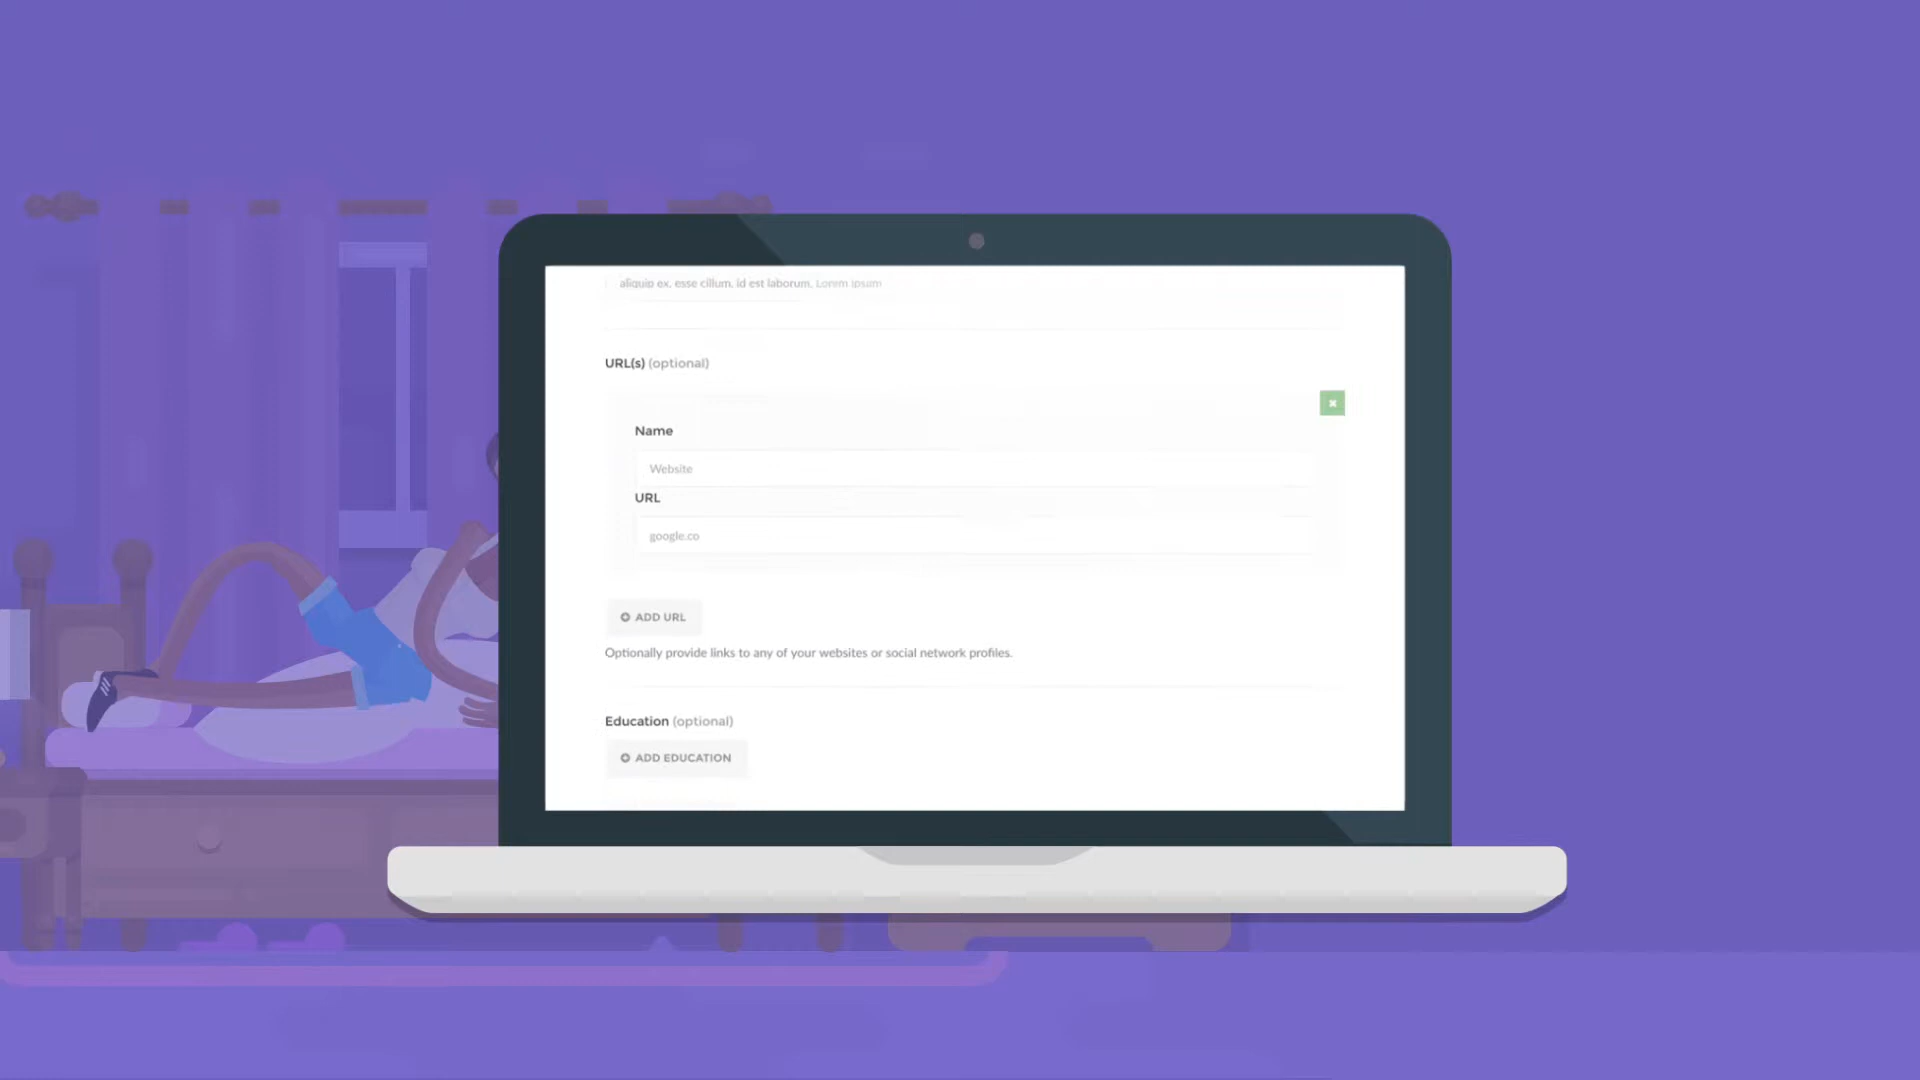 aliquip ex, esse cillum, id est laborum, Lorem ipsum
URL(s) (optional)
Name
Website
URL
google.co
ADD URL
Optionally provide links to any of your websites or social network profiles.
Education (optional)
ADD EDUCATION